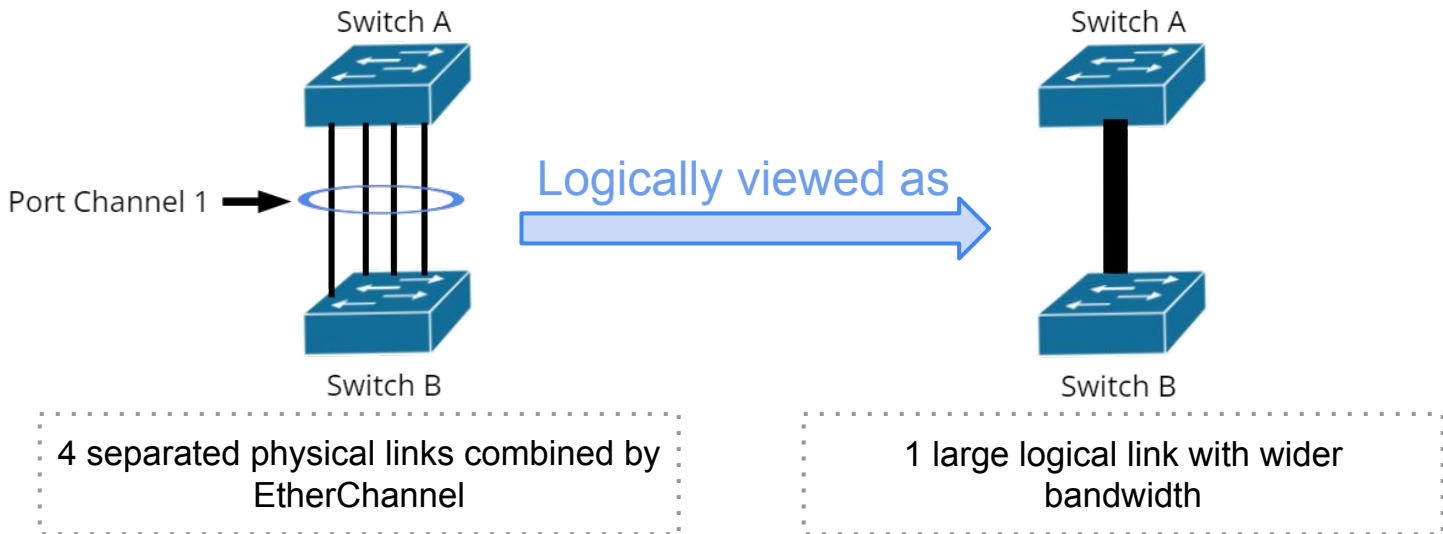 Switch A
Port Channel 1
Switch B
4 separated physical links combined by
EtherChannel
Logically viewed as
Switch A
Switch B
1 large logical link with wider
bandwidth